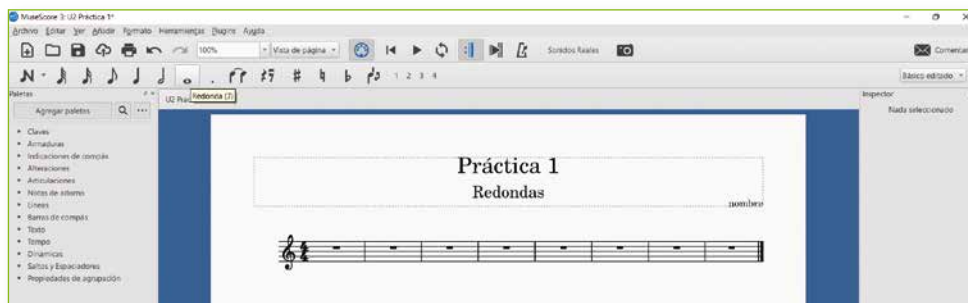 MuseScore 3: U2 Práctica 1*
Archivo Editar Ver Añadir Formato Herramientas Plugins Ayuda
100% Vista de página Sonidos Reales Comentar
N 1 2 3 4 Básico editado
Paletas U2 Prác Redonda (7) Inspector
Agregar paletas Nada seleccionado
Claves
Armaduras
Indicaciones de compás
Alteraciones
Articulaciones
Notas de adorno
Líneas
Barras de compás
Texto
Tempo
Dinámicas
Saltos y Espaciadores
Propiedades de agrupación
Práctica 1
Redondas
nombre